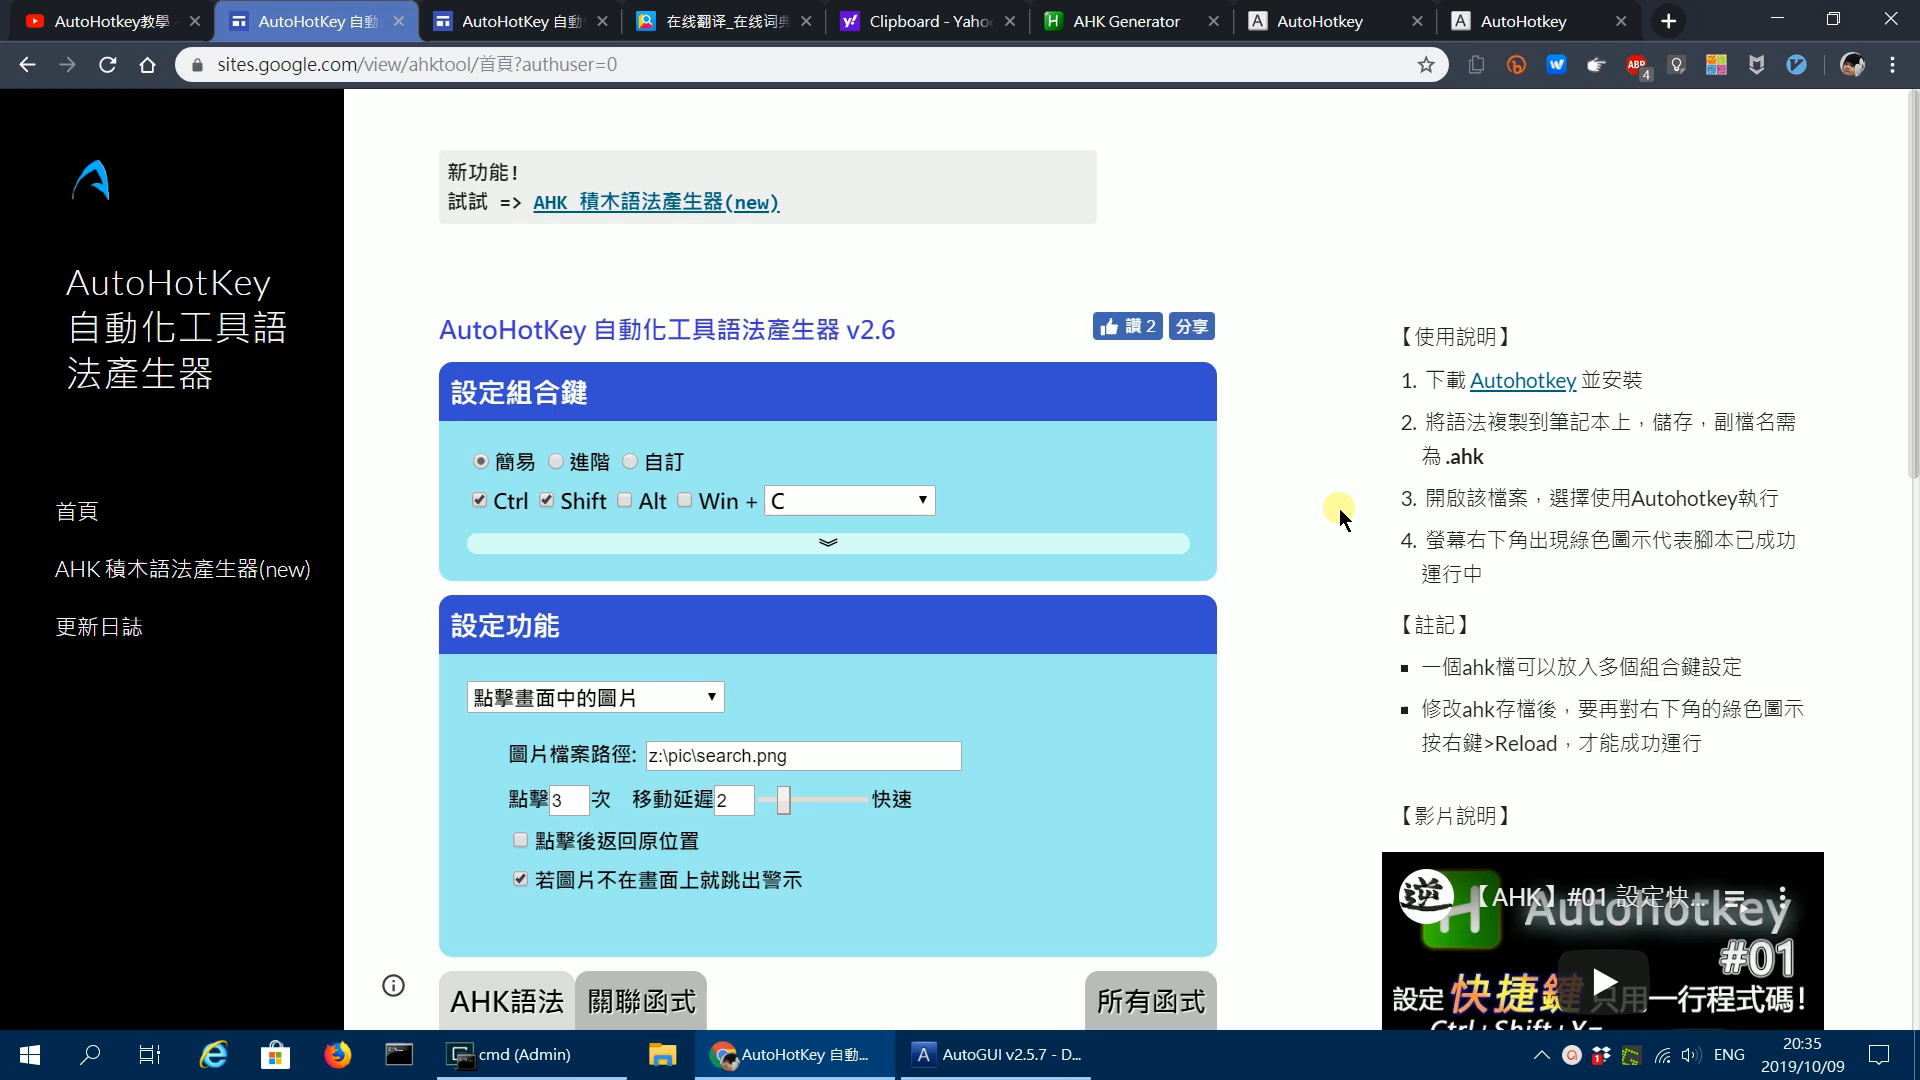 AutoHotkey教學
AutoHotKey 自動
AutoHotKey 自動
在线翻译_在线词典
Clipboard - Yahoo
AHK Generator
AutoHotkey
AutoHotkey
sites.google.com/view/ahktool/首頁?authuser=0
ABP
4
AutoHotKey
自動化工具語
法產生器
首頁
AHK 積木語法產生器(new)
更新日誌
新功能!
試試 => AHK 積木語法產生器(new)
AutoHotKey 自動化工具語法產生器 v2.6
讚 2
分享
設定組合鍵
簡易 進階 自訂
Ctrl Shift Alt Win + C
設定功能
點擊畫面中的圖片
圖片檔案路徑: z:\pic\search.png
點擊 3 次 移動延遲 2 快速
點擊後返回原位置
若圖片不在畫面上就跳出警示
AHK語法
關聯函式
所有函式
【使用說明】
1. 下載 Autohotkey 並安裝
2. 將語法複製到筆記本上，儲存，副檔名需
為 .ahk
3. 開啟該檔案，選擇使用Autohotkey執行
4. 螢幕右下角出現綠色圖示代表腳本已成功
運行中
【註記】
一個ahk檔可以放入多個組合鍵設定
修改ahk存檔後，要再對右下角的綠色圖示
按右鍵>Reload，才能成功運行
【影片說明】
逆
【AHK】#01 設定快...
H Autohotkey
#01
設定 快捷鍵 只用一行程式碼!
Ctrl+Shift+X=
cmd (Admin)
AutoHotKey 自動...
AutoGUI v2.5.7 - D...
ENG
20:35
2019/10/09